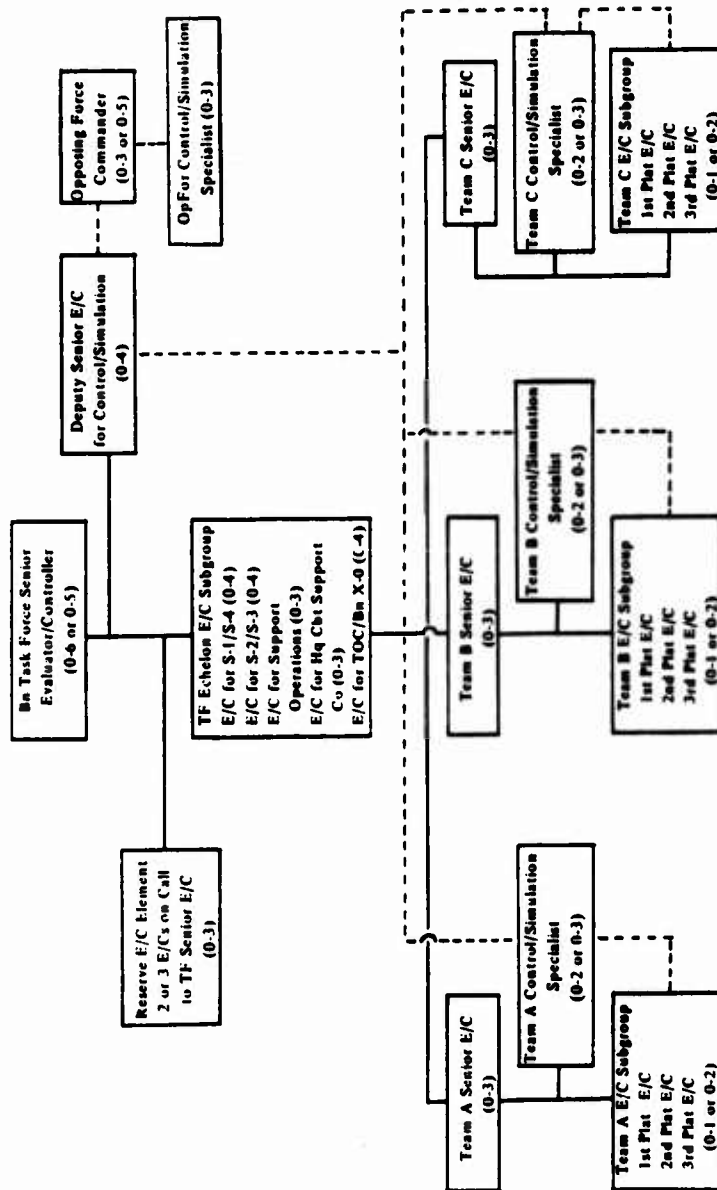 Bn Task Force Senior
Evaluator/Controller
(0-6 or 0-5)
Deputy Senior E/C
for Control/Simulation
(0-4)
Opposing Force
Commander
(0-3 or 0-5)
OpFor Control/Simulation
Specialist (0-3)
Reserve E/C Element
2 or 3 E/Cs on Call
to TF Senior E/C
(0-3)
TF Echelon E/C Subgroup
E/C for S-1/S-4 (0-4)
E/C for S-2/S-3 (0-4)
E/C for Support
Operations (0-3)
E/C for Hq Cbt Support
Co (0-3)
E/C for TOC/Bn X-0 ((-4)
Team A Senior E/C
(0-3)
Team A Control/Simulation
Specialist
(0-2 or 0-3)
Team A E/C Subgroup
1st Plat E/C
2nd Plat E/C
3rd Plat E/C
(0-1 or 0-2)
Team B Senior E/C
(0-3)
Team B Control/Simulation
Specialist
(0-2 or 0-3)
Team B E/C Subgroup
1st Plat E/C
2nd Plat E/C
3rd Plat E/C
(0-1 or 0-2)
Team C Senior E/C
(0-3)
Team C Control/Simulation
Specialist
(0-2 or 0-3)
Team C E/C Subgroup
1st Plat E/C
2nd Plat E/C
3rd Plat E/C
(0-1 or 0-2)